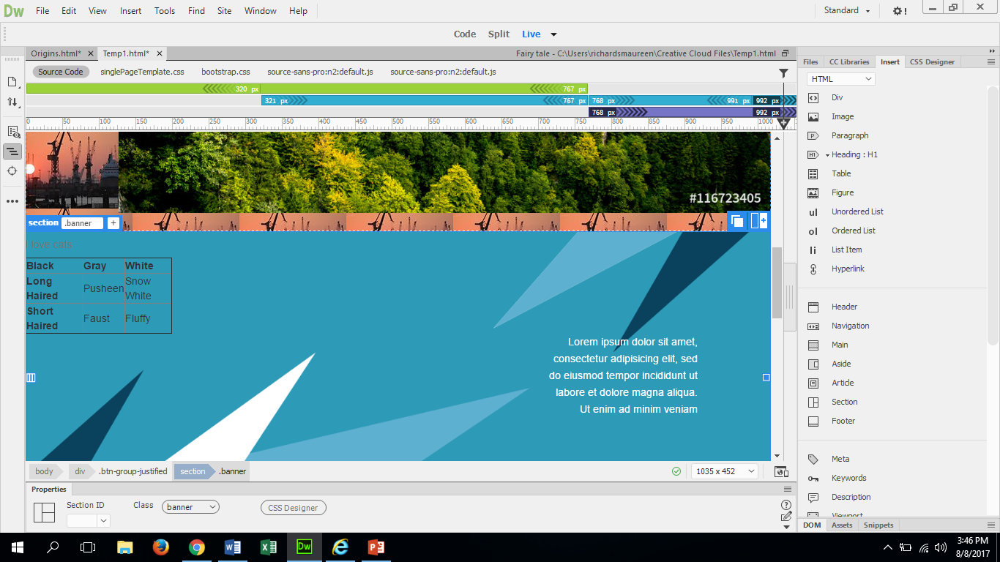 Dw File Edit View Insert Tools Find Site Window Help Standard
Code Split Live
Origins.html* Temp1.html* Fairy tale - C:\Users\richardsmaureen\Creative Cloud Files\Temp1.html
Source Code singlePageTemplate.css bootstrap.css source-sans-pro:n2:default.js source-sans-pro:n2:default.js
320 px 767 px
321 px 767 px 768 px 991 px 992 px
768 px 992 px
0 50 100 150 200 250 300 350 400 450 500 550 600 650 700 750 800 850 900 950 1000
#116723405
section .banner +
I love cats
Black Gray White
Long Haired Pusheen Snow White
Short Haired Faust Fluffy
Lorem ipsum dolor sit amet,
consectetur adipisicing elit, sed
do eiusmod tempor incididunt ut
labore et dolore magna aliqua.
Ut enim ad minim veniam
body div .btn-group-justified section .banner 1035 x 452
Properties
Section ID Class banner CSS Designer
Files CC Libraries Insert CSS Designer
HTML
Div
Image
Paragraph
Heading : H1
Table
Figure
ul Unordered List
ol Ordered List
li List Item
Hyperlink
Header
Navigation
Main
Aside
Article
Section
Footer
Meta
Keywords
Description
Viewport
DOM Assets Snippets
3:46 PM
8/8/2017